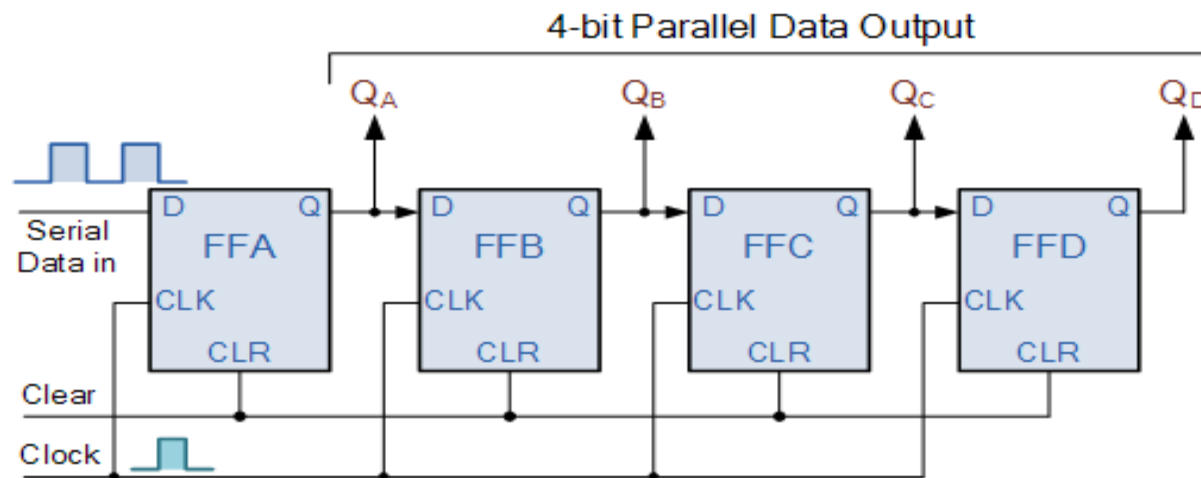 4-bit Parallel Data Output
QA QB QC QD
D Q D Q D Q D Q
Serial
Data in
FFA FFB FFC FFD
CLK CLK CLK CLK
CLR CLR CLR CLR
Clear
Clock